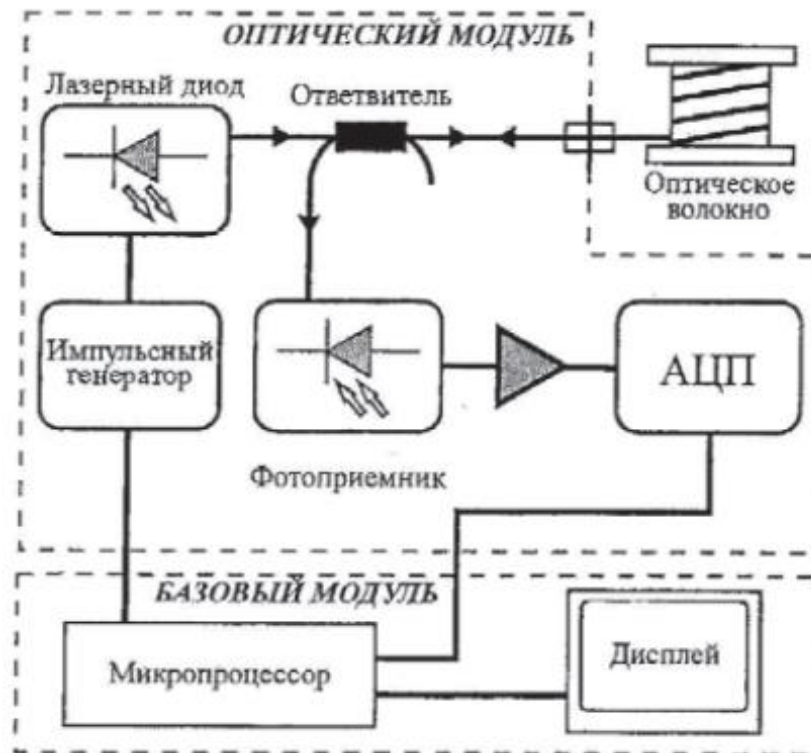 ОПТИЧЕСКИЙ МОДУЛЬ
Лазерный диод
Ответвитель
Оптическое
волокно
Импульсный
генератор
АЦП
Фотоприемник
БАЗОВЫЙ МОДУЛЬ
Микропроцессор
Дисплей